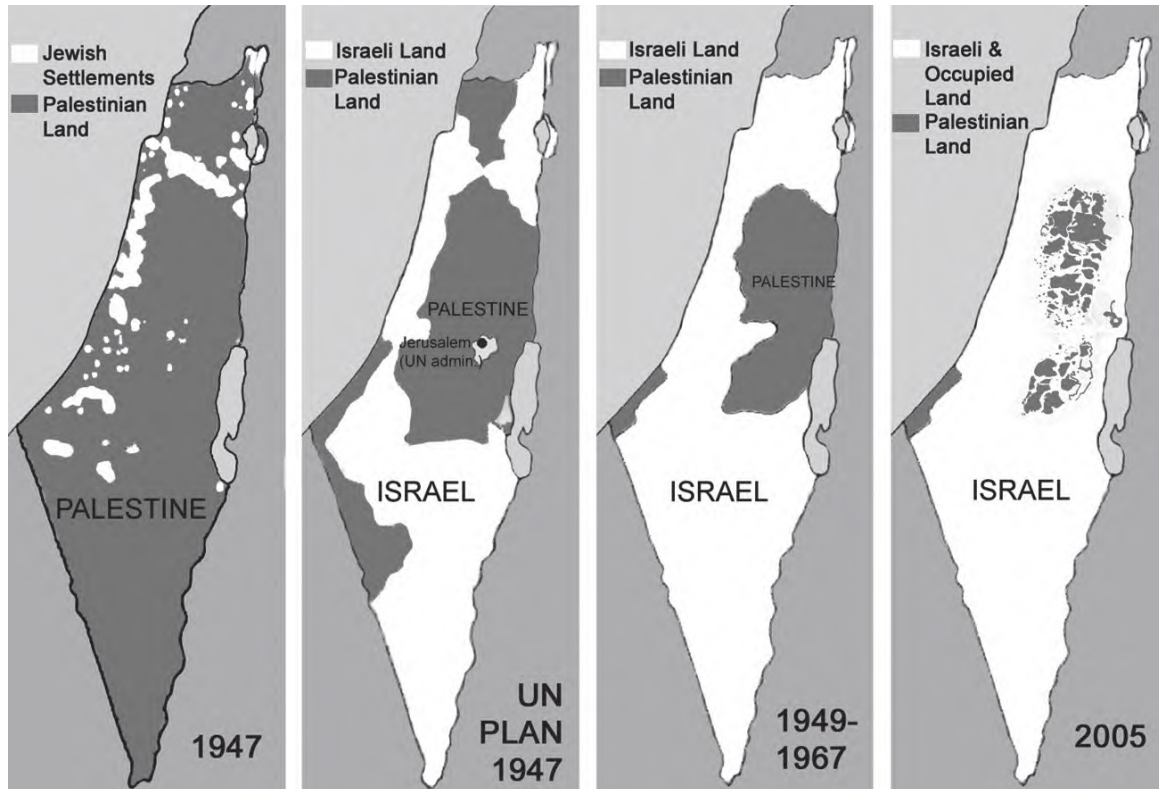 Jewish
Settlements
Palestinian
Land
PALESTINE
1947
Israeli Land
Palestinian
Land
PALESTINE
Jerusalem
(UN admin.)
ISRAEL
UN
PLAN
1947
Israeli Land
Palestinian
Land
PALESTINE
ISRAEL
1949-
1967
Israeli &
Occupied
Land
Palestinian
Land
ISRAEL
2005